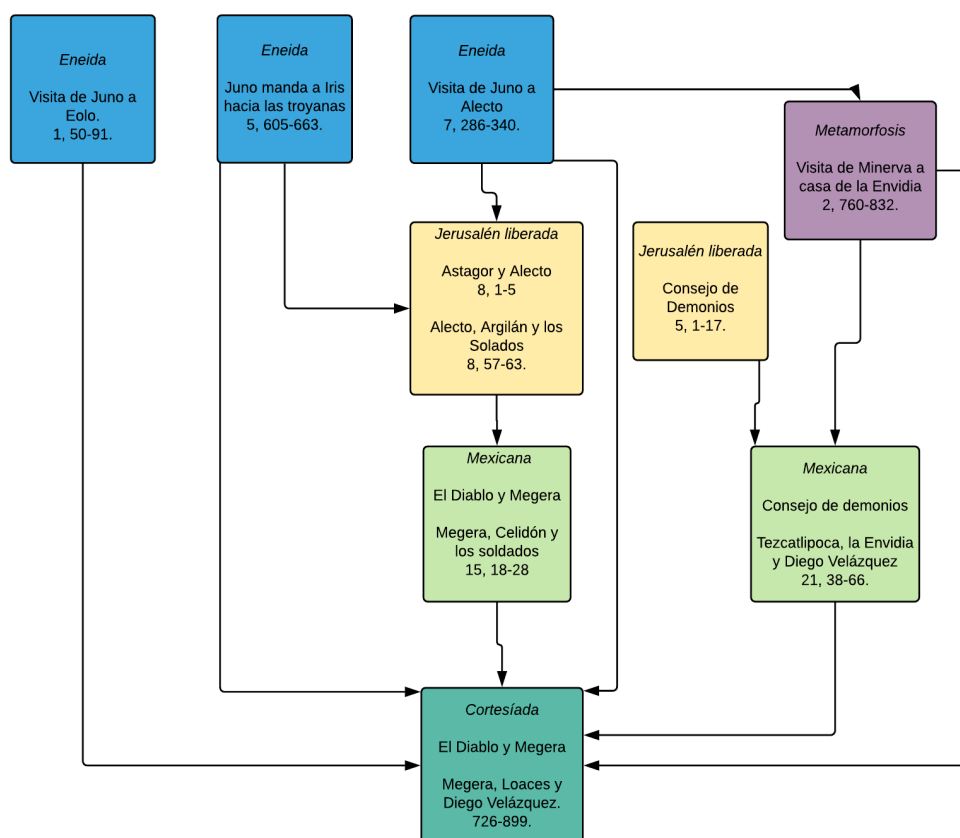 Eneida
Visita de Juno a
Eolo.
1, 50-91.
Eneida
Juno manda a Iris
hacia las troyanas
5, 605-663.
Eneida
Visita de Juno a
Alecto
7, 286-340.
Metamorfosis
Visita de Minerva a
casa de la Envidia
2, 760-832.
Jerusalén liberada
Astagor y Alecto
8, 1-5
Alecto, Argilán y los
Solados
8, 57-63.
Jerusalén liberada
Consejo de
Demonios
5, 1-17.
Mexicana
El Diablo y Megera
Megera, Celidón y
los soldados
15, 18-28
Mexicana
Consejo de demonios
Tezcatlipoca, la Envidia
y Diego Velázquez
21, 38-66.
Cortesíada
El Diablo y Megera
Megera, Loaces y
Diego Velázquez.
726-899.